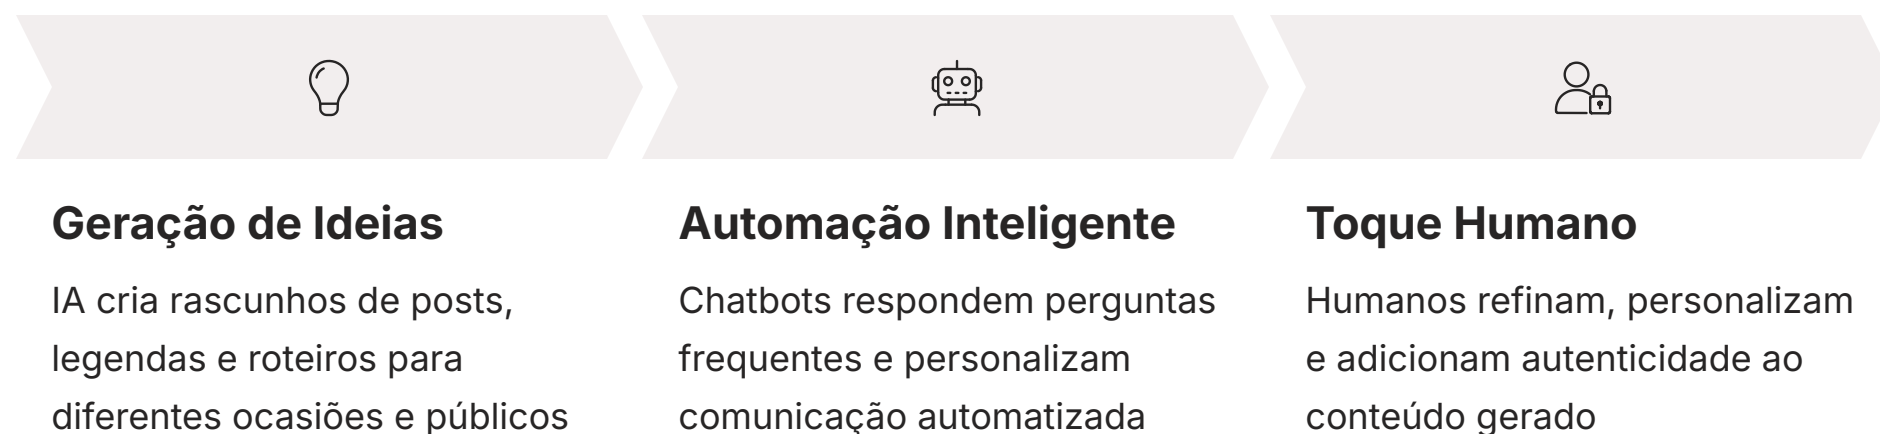 Geração de Ideias
IA cria rascunhos de posts,
legendas e roteiros para
diferentes ocasiões e públicos
Automação Inteligente
Chatbots respondem perguntas
frequentes e personalizam
comunicação automatizada
Toque Humano
Humanos refinam, personalizam
e adicionam autenticidade ao
conteúdo gerado